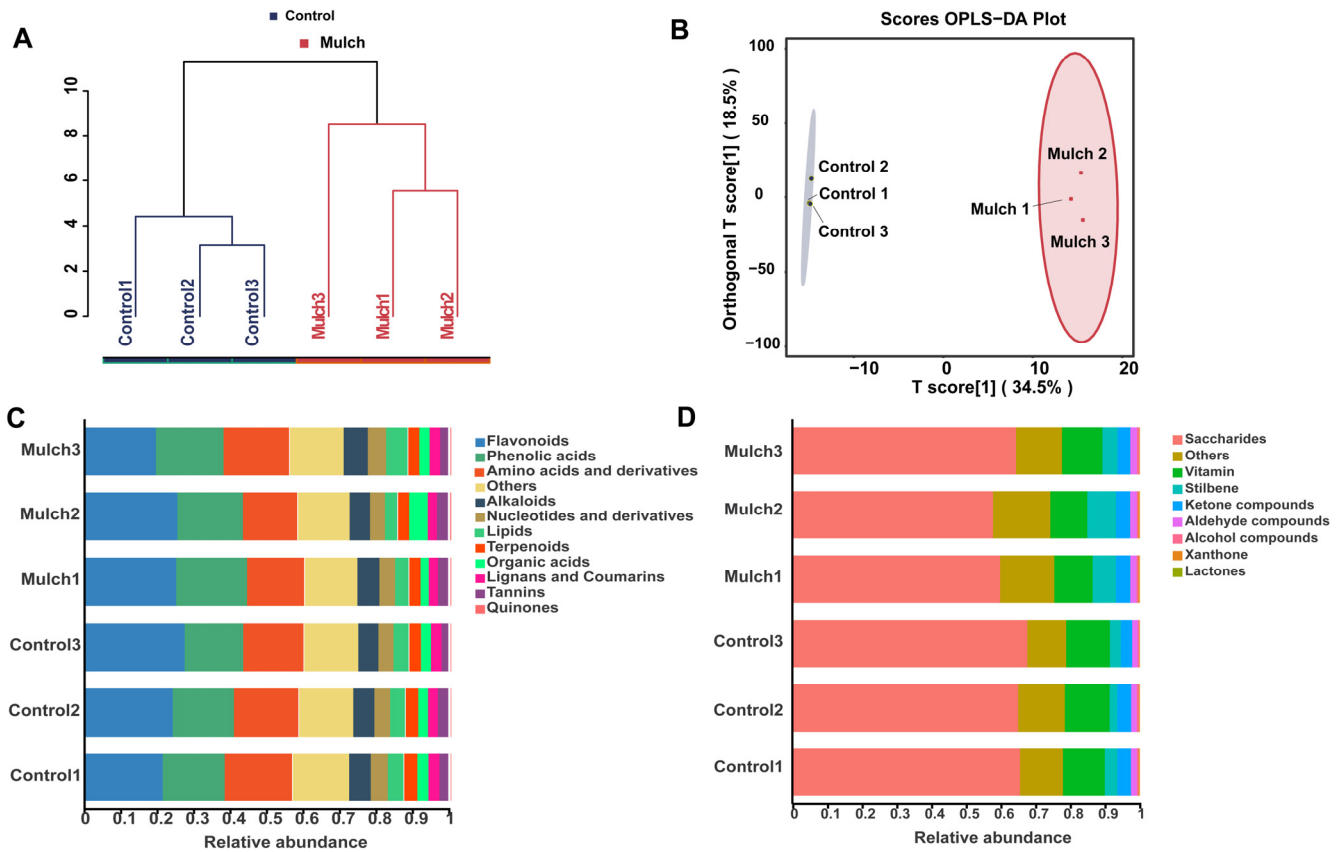 A
Control
Mulch
10
8
6
4
2
0
Control1
Control2
Control3
Mulch3
Mulch1
Mulch2
B
Scores OPLS−DA Plot
Orthogonal T score[1] ( 18.5% )
100
50
0
−50
−100
Control 2
Control 1
Control 3
Mulch 2
Mulch 1
Mulch 3
−10
0
10
20
T score[1] ( 34.5% )
C
Mulch3
Mulch2
Mulch1
Control3
Control2
Control1
0 0.1 0.2 0.3 0.4 0.5 0.6 0.7 0.8 0.9 1
Relative abundance
Flavonoids
Phenolic acids
Amino acids and derivatives
Others
Alkaloids
Nucleotides and derivatives
Lipids
Terpenoids
Organic acids
Lignans and Coumarins
Tannins
Quinones
D
Mulch3
Mulch2
Mulch1
Control3
Control2
Control1
0 0.1 0.2 0.3 0.4 0.5 0.6 0.7 0.8 0.9 1
Relative abundance
Saccharides
Others
Vitamin
Stilbene
Ketone compounds
Aldehyde compounds
Alcohol compounds
Xanthone
Lactones